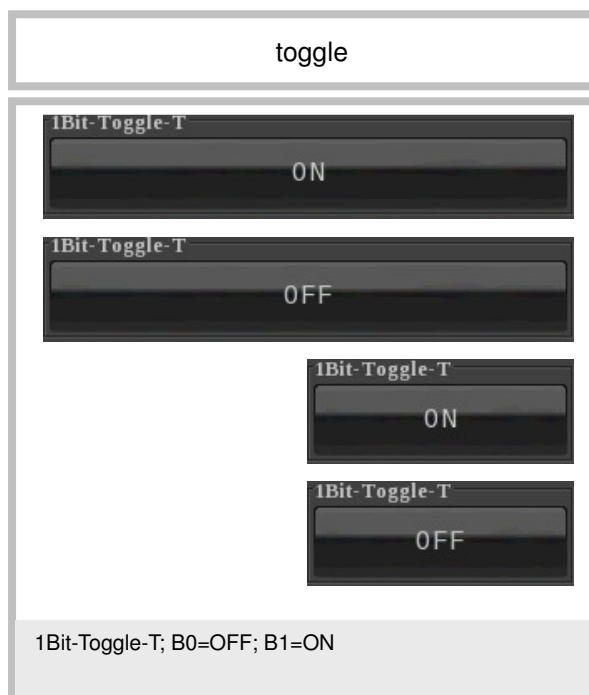 toggle
1Bit-Toggle-T
ON
1Bit-Toggle-T
OFF
1Bit-Toggle-T
ON
1Bit-Toggle-T
OFF
1Bit-Toggle-T; B0=OFF; B1=ON